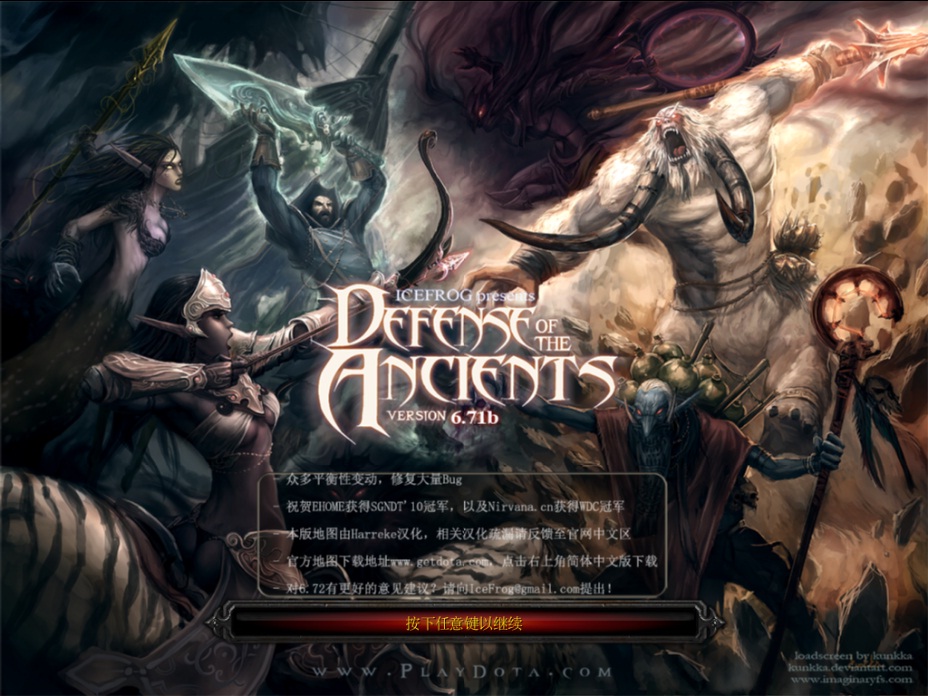 ICEFROG presents
DEFENSE OF THE
ANCIENTS
VERSION 6.71b
- 众多平衡性变动，修复大量Bug
- 祝贺EHOME获得SGNDT'10冠军，以及Nirvana.cn获得WDC冠军
- 本版地图由Harreke汉化，相关汉化疏漏请反馈至官网中文区
- 官方地图下载地址www.getdota.com，点击右上角简体中文版下载
- 对6.72有更好的意见建议？请向IceFrog@gmail.com提出！
按下任意键以继续
WWW.PLAYDOTA.COM
loadscreen by kunkka
kunkka.deviantart.com
www.imaginaryfs.com